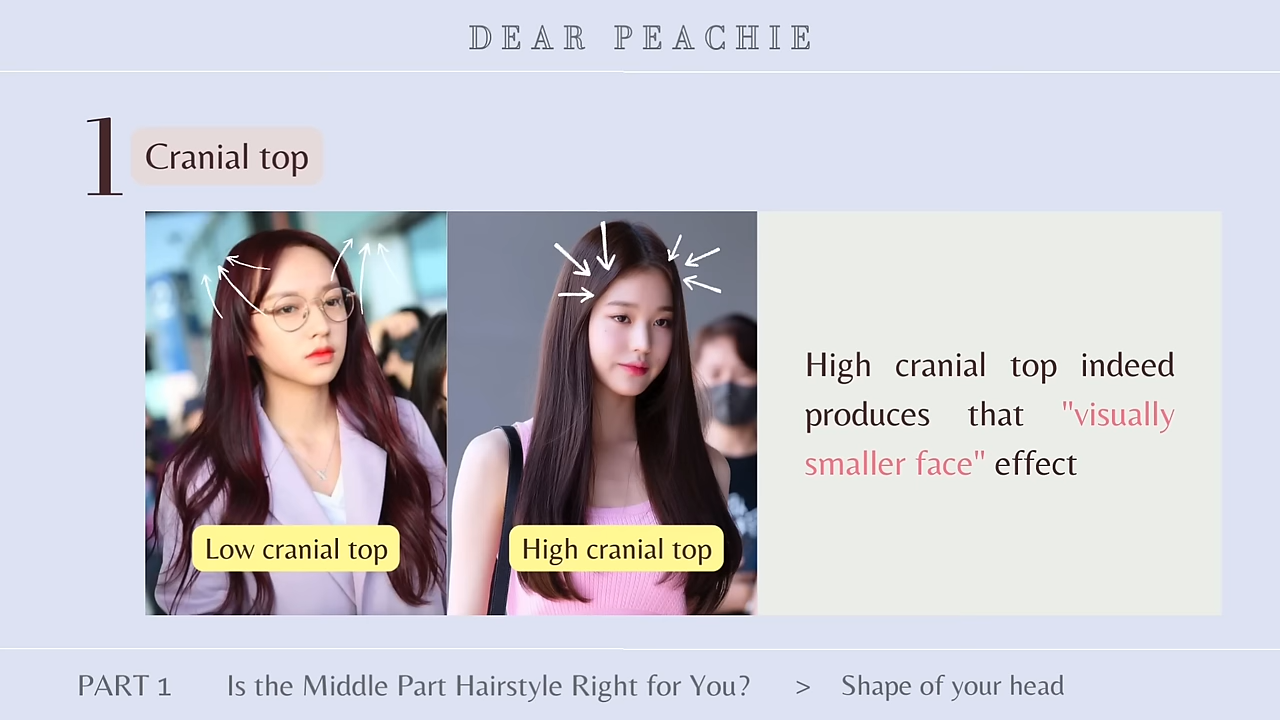 DEAR PEACHIE
1
Cranial top
Low cranial top
High cranial top
High cranial top indeed
produces that "visually
smaller face" effect
PART 1 Is the Middle Part Hairstyle Right for You? > Shape of your head